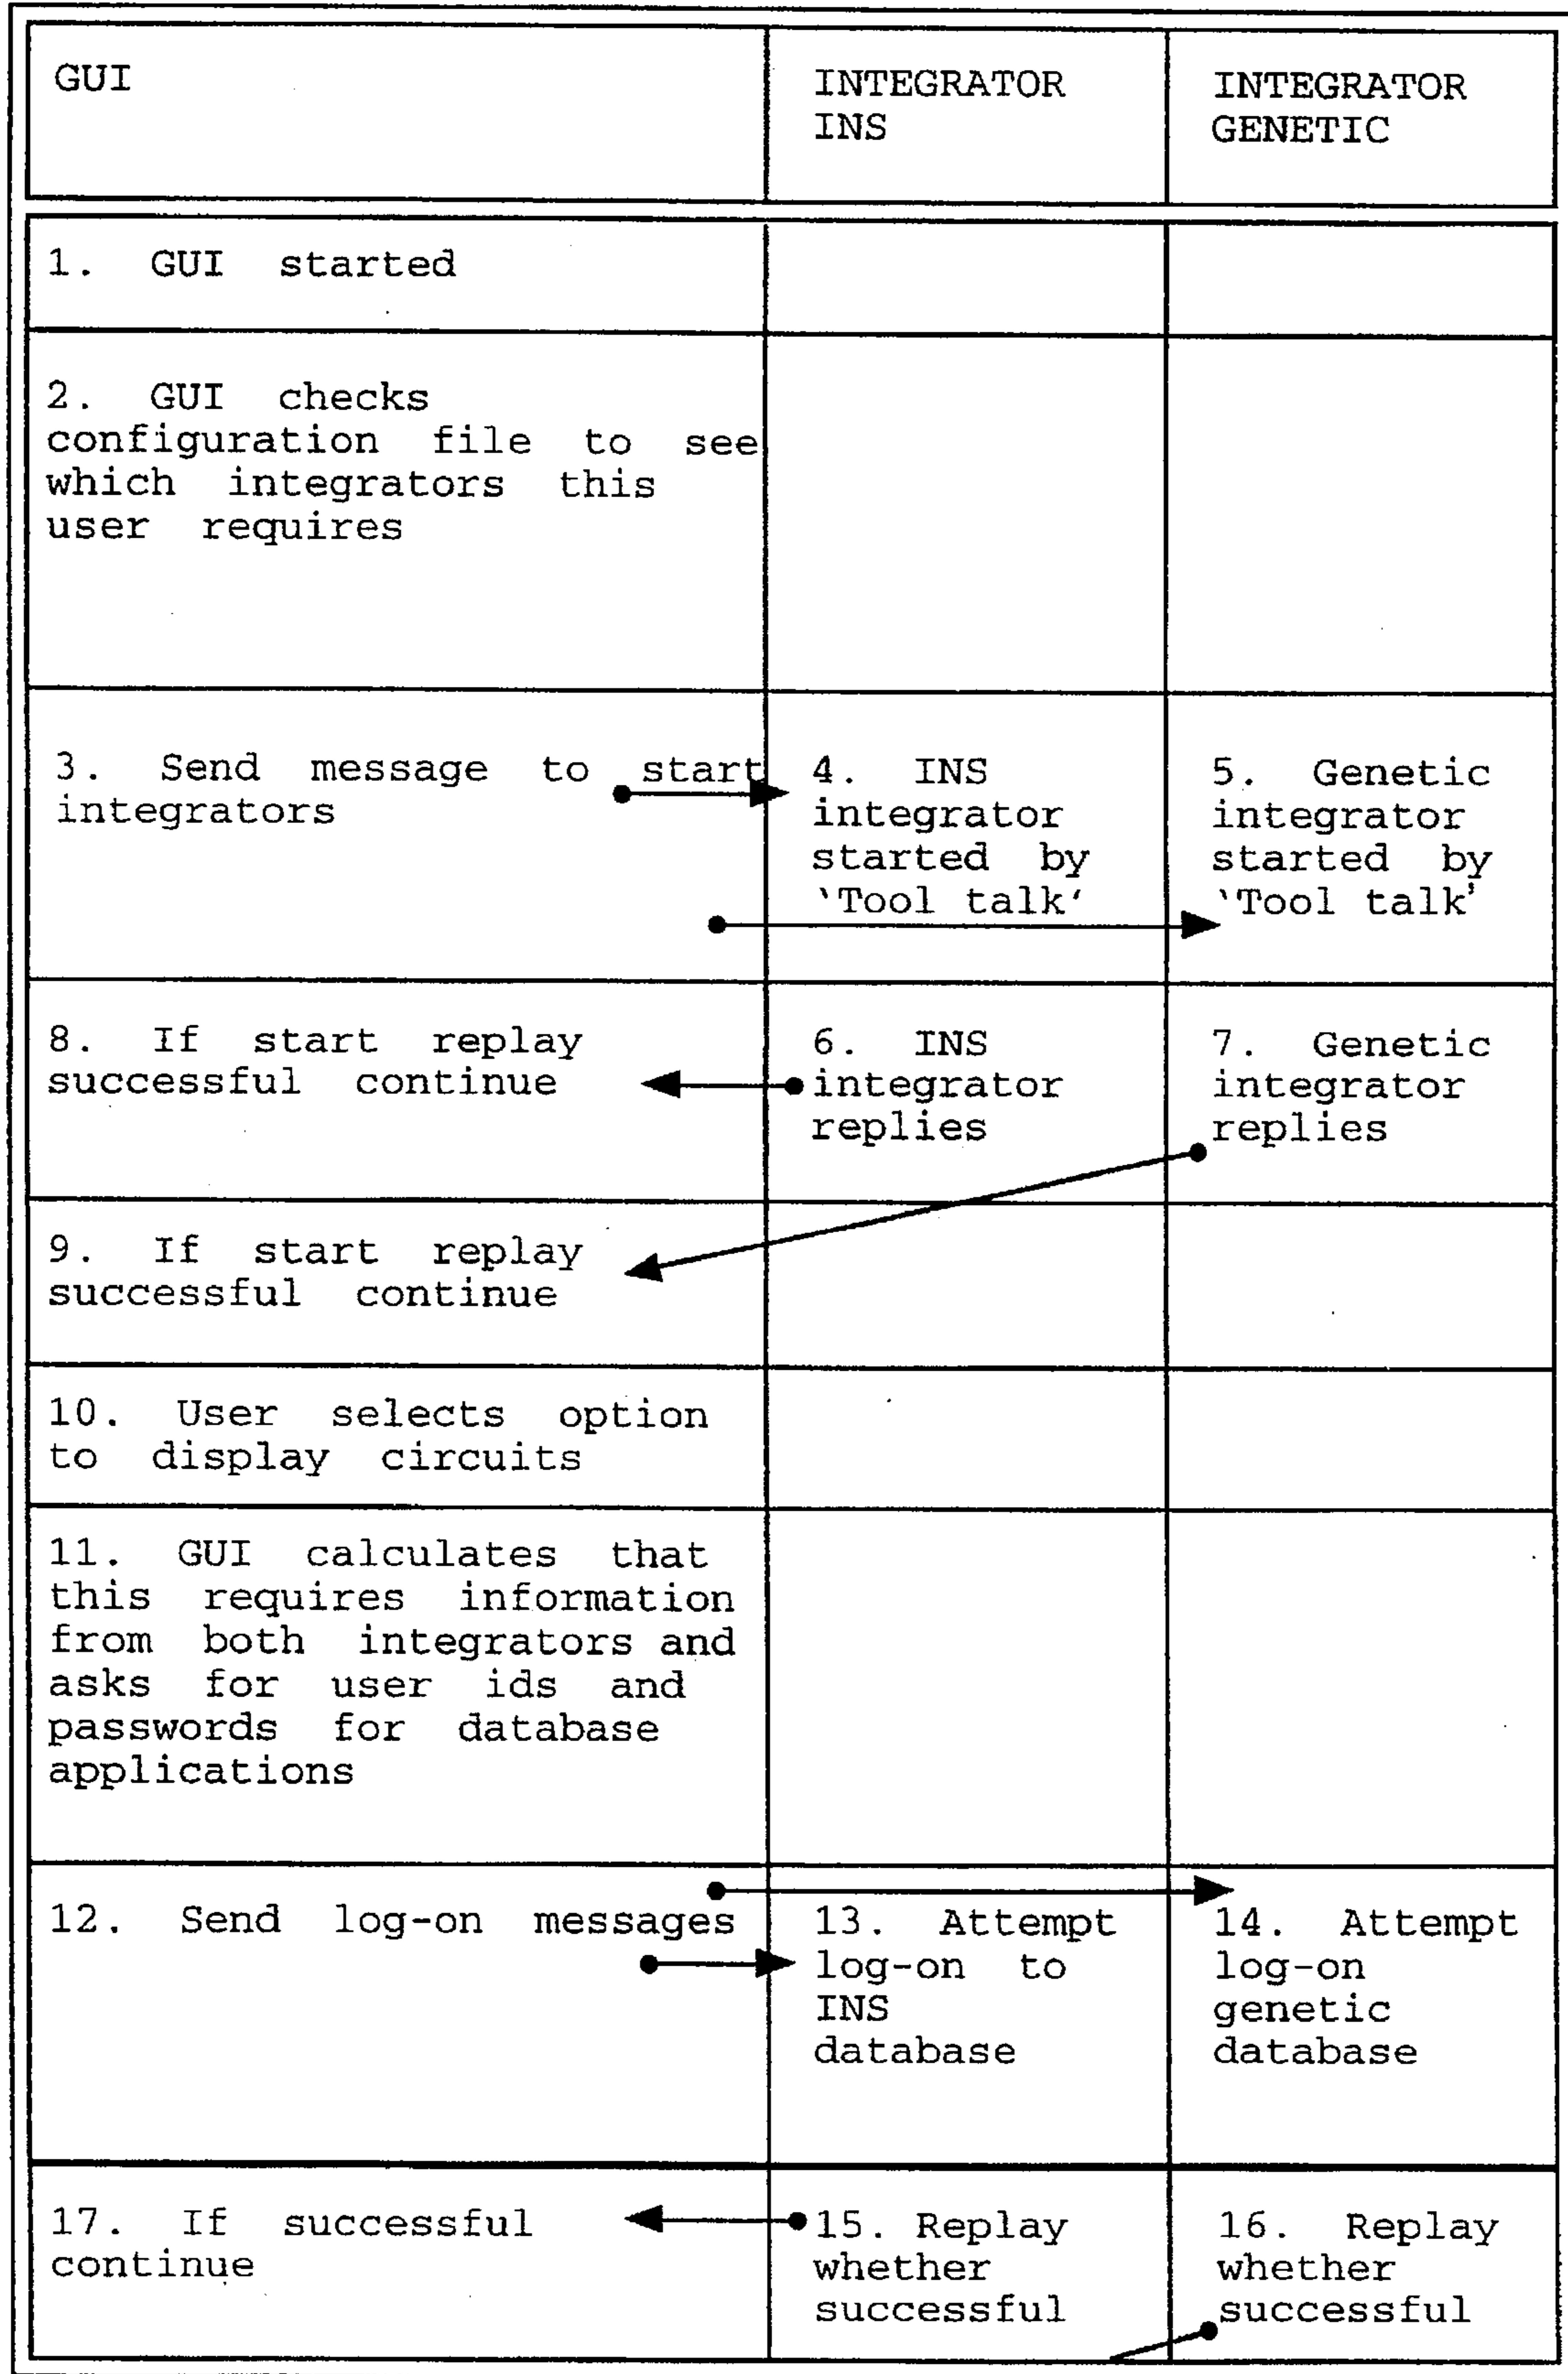 GUI
INTEGRATOR
INS
INTEGRATOR
GENETIC
1. GUI started
2. GUI checks
configuration file to see
which integrators this
user requires
3. Send message to start
integrators
4. INS
integrator
started by
‵Tool talk′
5. Genetic
integrator
started by
‵Tool talk'
8. If start replay
successful continue
6. INS
integrator
replies
7. Genetic
integrator
replies
9. If start replay
successful continue
10. User selects option
to display circuits
11. GUI calculates that
this requires information
from both integrators and
asks for user ids and
passwords for database
applications
12. Send log-on messages
13. Attempt
log-on to
INS
database
14. Attempt
log-on
genetic
database
17. If successful
continue
15. Replay
whether
successful
16. Replay
whether
successful